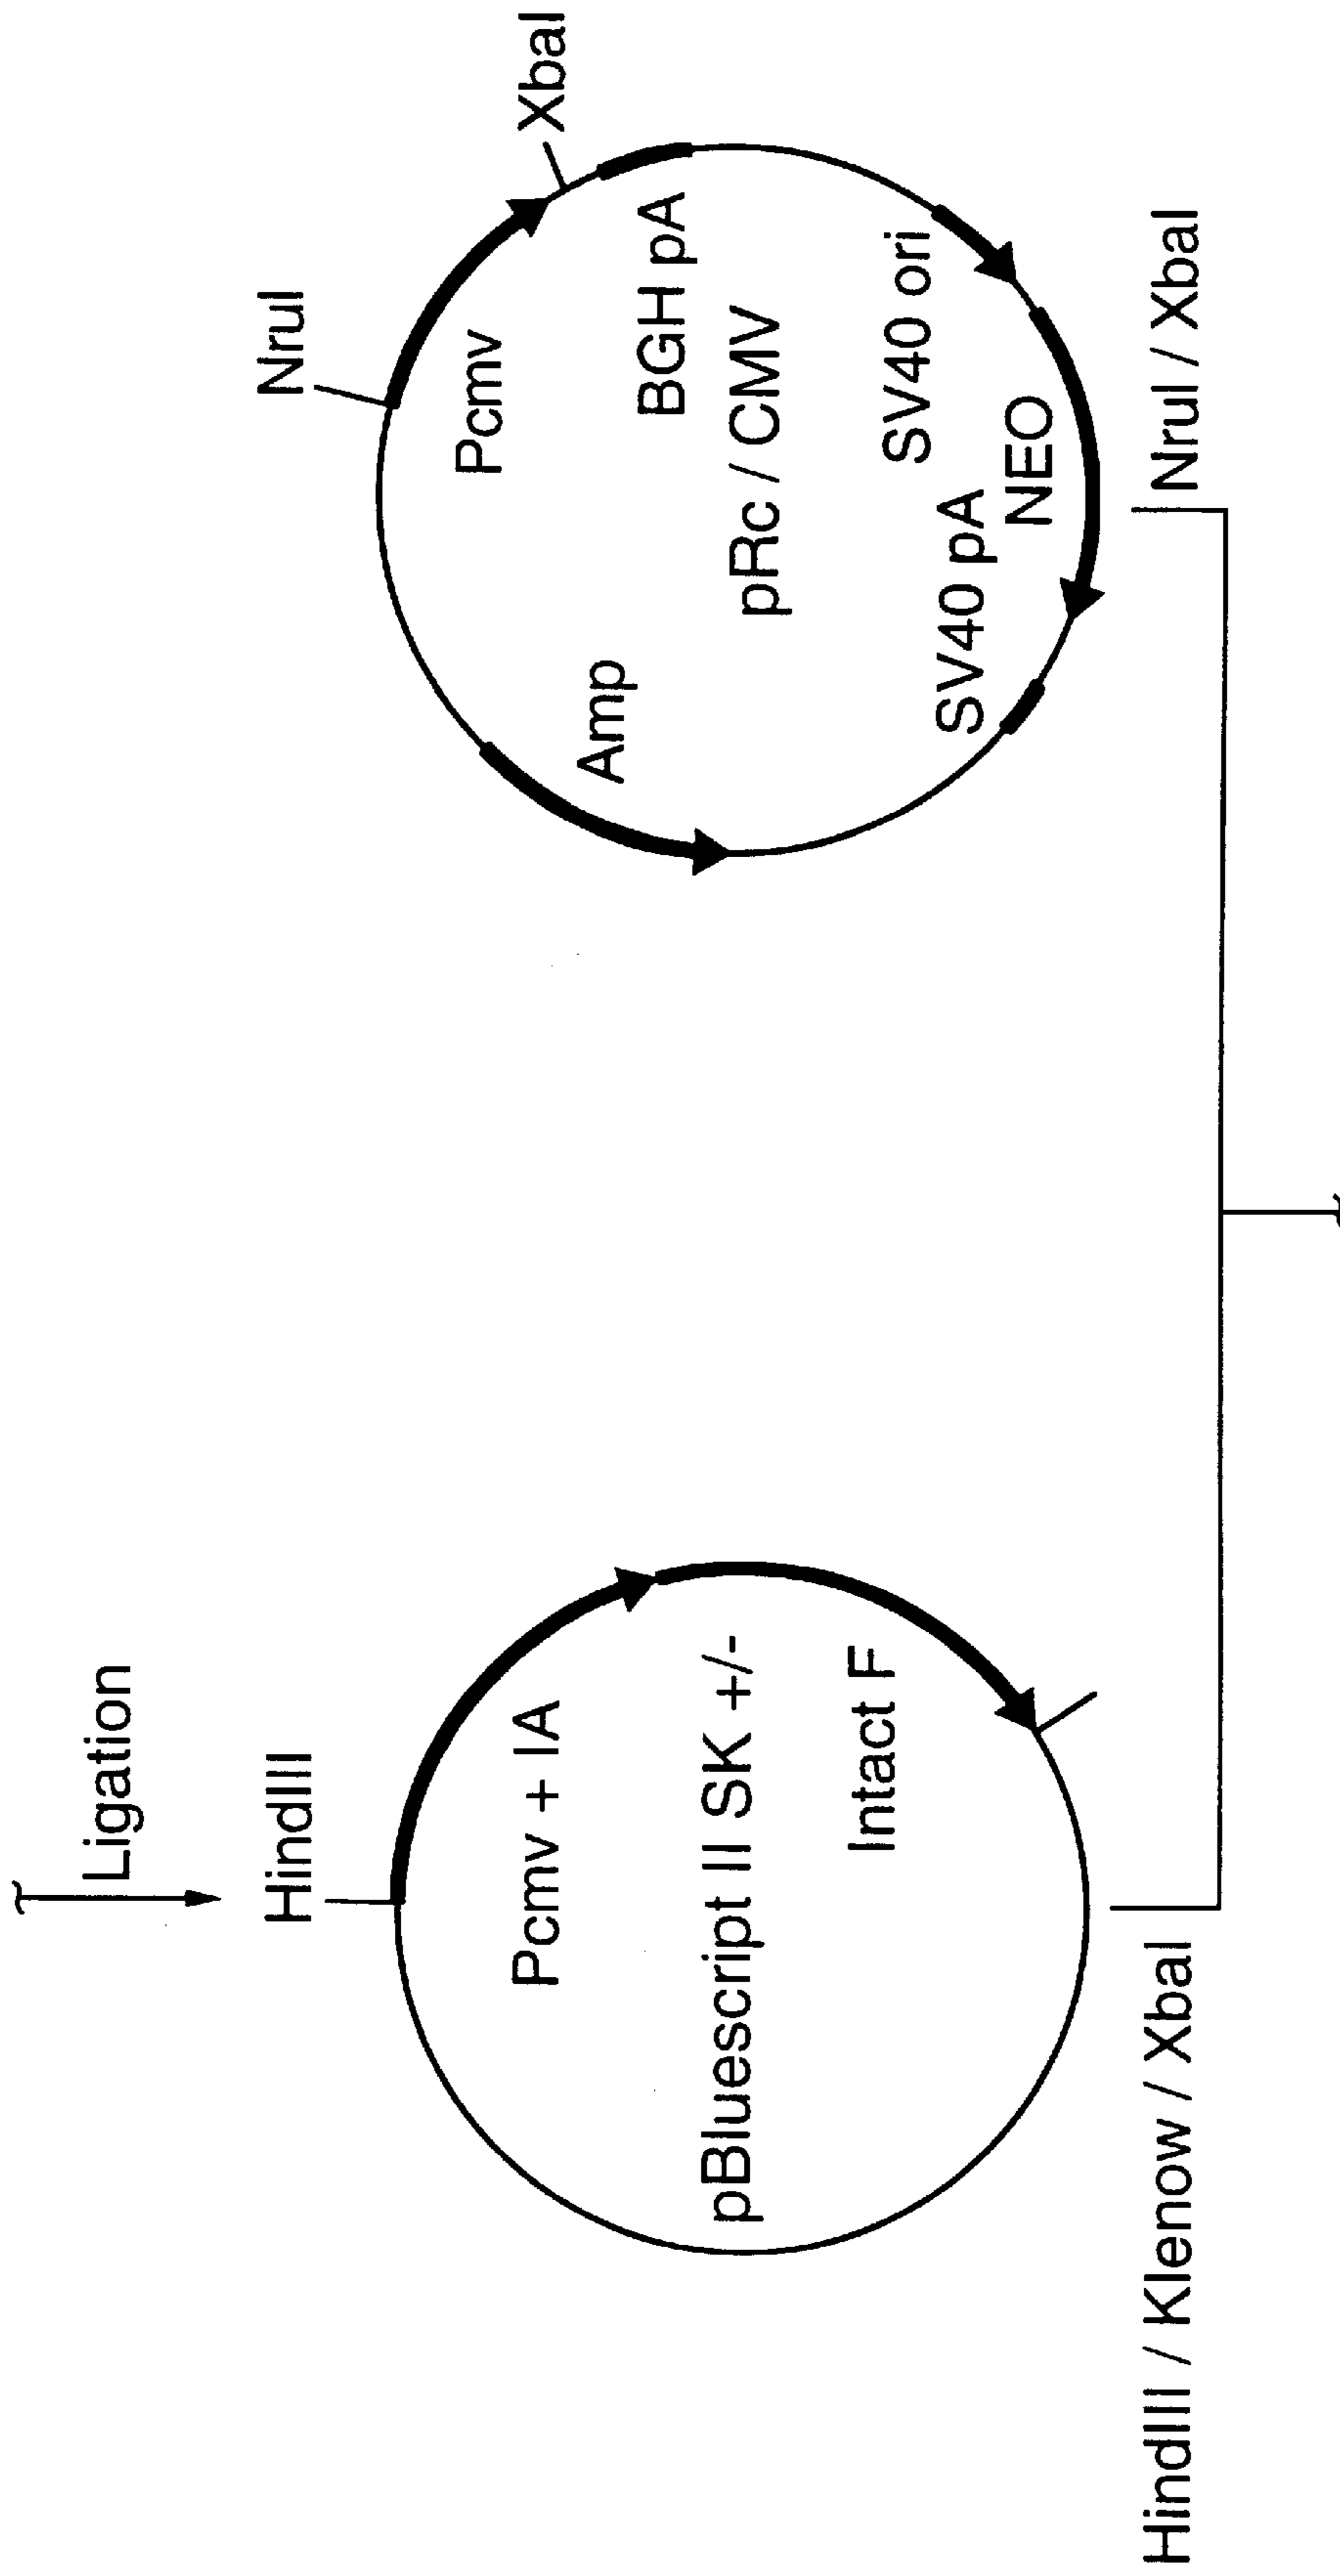 Ligation
HindIII
Pcmv + IA
pBluescript II SK +/-
Intact F
HindIII / Klenow / XbaI
NruI
XbaI
Pcmv
Amp
BGH pA
pRc / CMV
SV40 ori
SV40 pA
NEO
NruI / XbaI